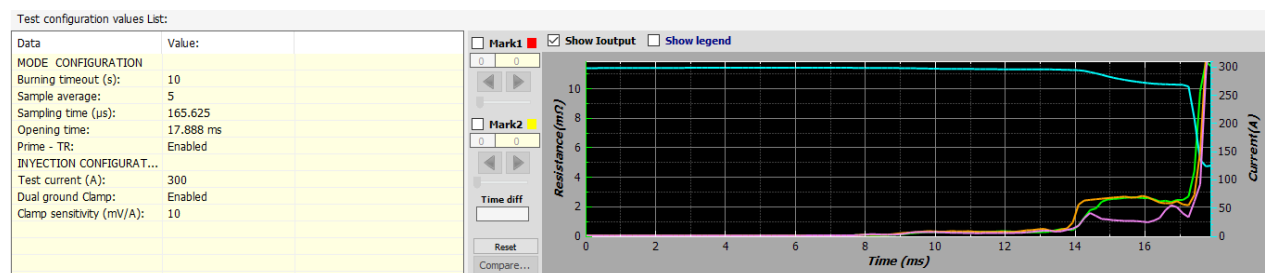 Test configuration values List:
Data Value:
MODE CONFIGURATION
Burning timeout (s): 10
Sample average: 5
Sampling time (µs): 165.625
Opening time: 17.888 ms
Prime - TR: Enabled
INYECTION CONFIGURAT...
Test current (A): 300
Dual ground Clamp: Enabled
Clamp sensitivity (mV/A): 10
Mark1
0 0
Mark2
0 0
Time diff
Reset
Compare...
Show Ioutput Show legend
Resistance(mΩ)
10
8
6
4
2
0
0 2 4 6 8 10 12 14 16
Time (ms)
300
250
200
150
100
50
0
Current(A)